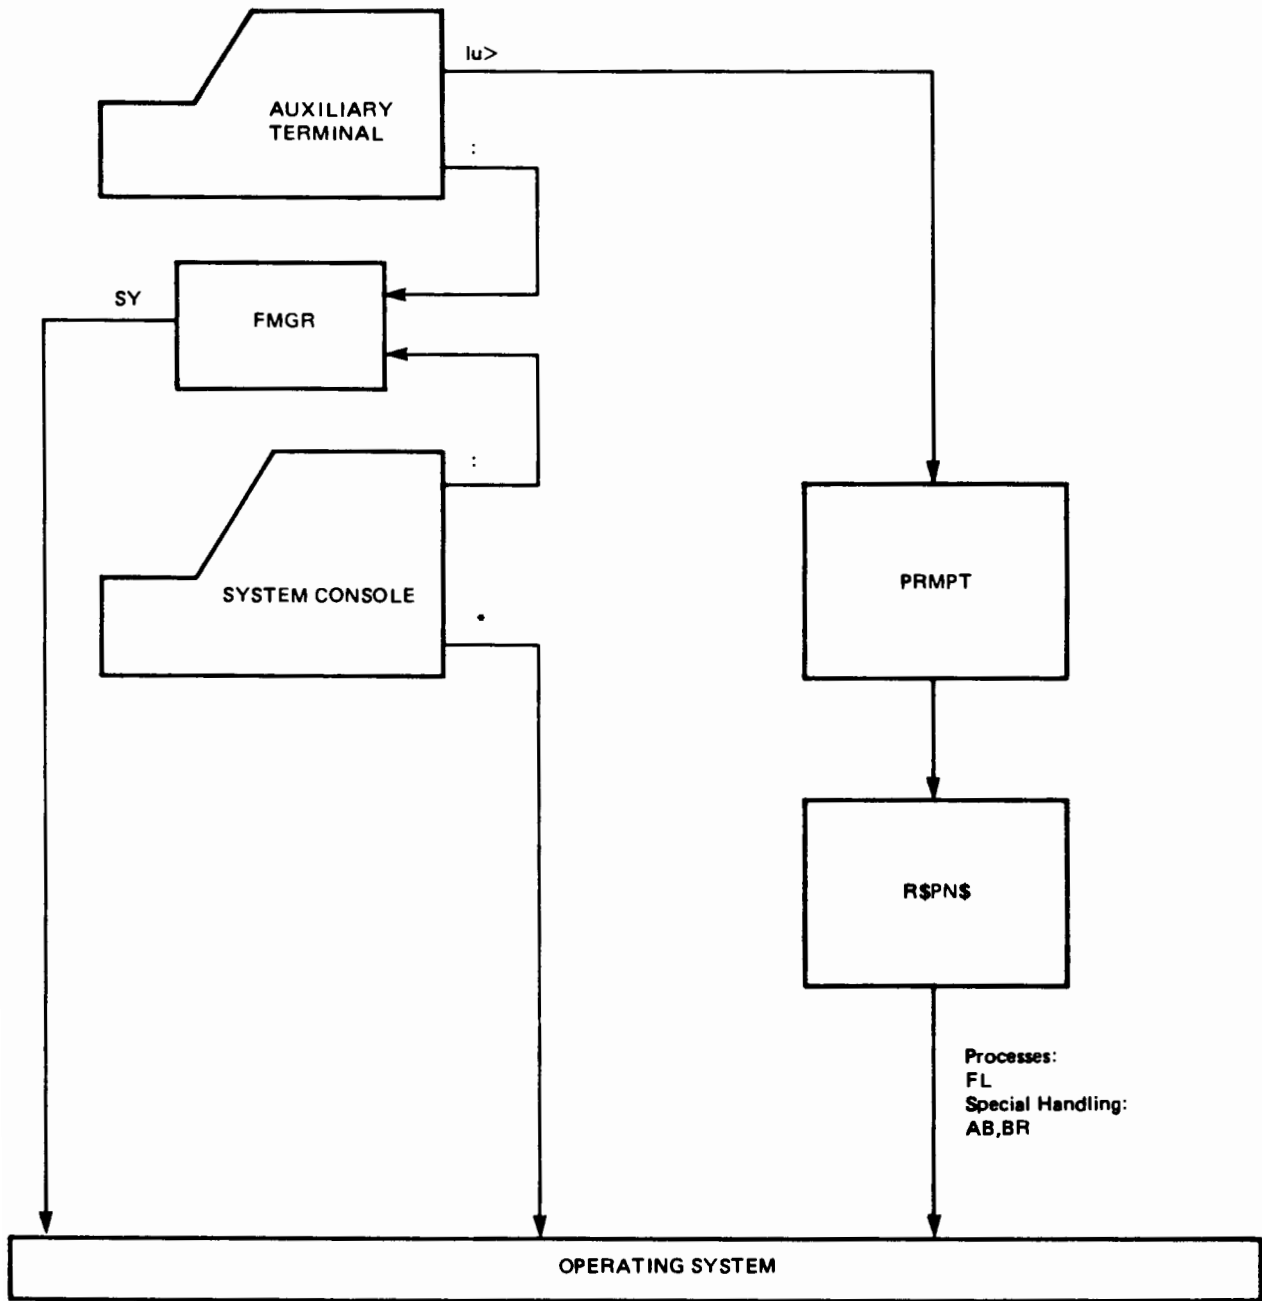 lu>
AUXILIARY
TERMINAL
:
SY
FMGR
:
SYSTEM CONSOLE
*
PRMPT
R$PN$
Processes:
FL
Special Handling:
AB,BR
OPERATING SYSTEM